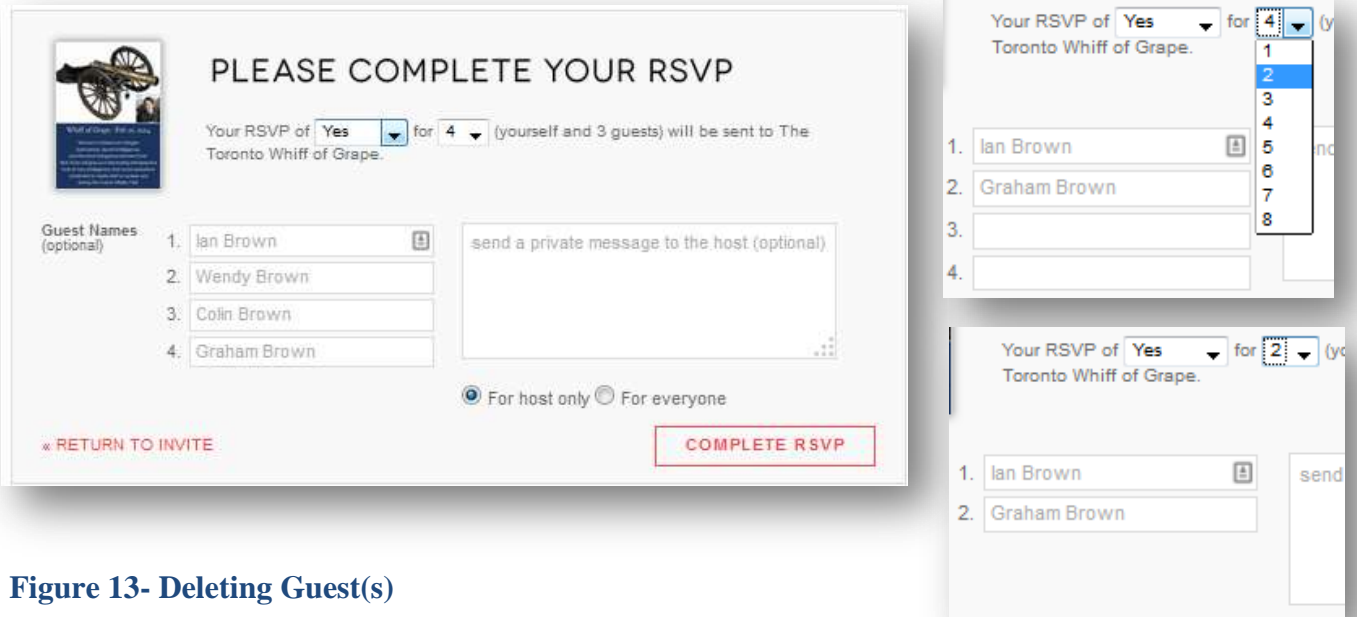 PLEASE COMPLETE YOUR RSVP
Your RSVP of Yes for 4 (yourself and 3 guests) will be sent to The
Toronto Whiff of Grape.
Guest Names
(optional)
1. Ian Brown
2. Wendy Brown
3. Colin Brown
4. Graham Brown
send a private message to the host (optional)
For host only For everyone
« RETURN TO INVITE
COMPLETE RSVP
Your RSVP of Yes for 4 (y
Toronto Whiff of Grape.
1
2
3
4
5
6
7
8
1. Ian Brown
2. Graham Brown
3.
4.
Your RSVP of Yes for 2 (yo
Toronto Whiff of Grape.
1. Ian Brown
2. Graham Brown
send
Figure 13- Deleting Guest(s)